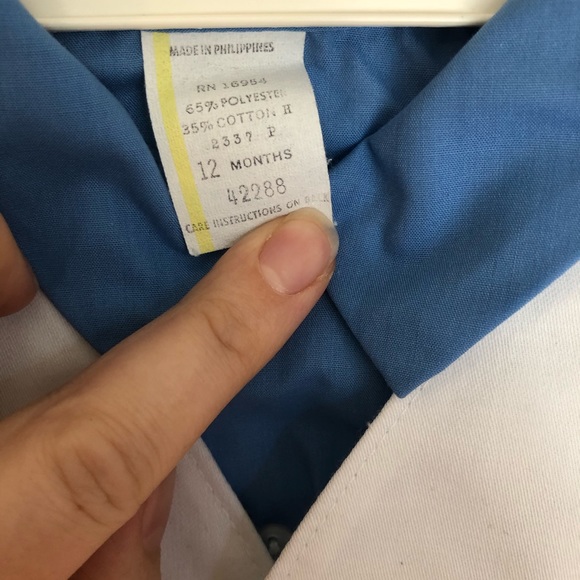 MADE IN PHILIPPINES
RN 16954
65% POLYESTER
35% COTTON H
2337 P
12 MONTHS
42288
CARE INSTRUCTIONS ON BACK